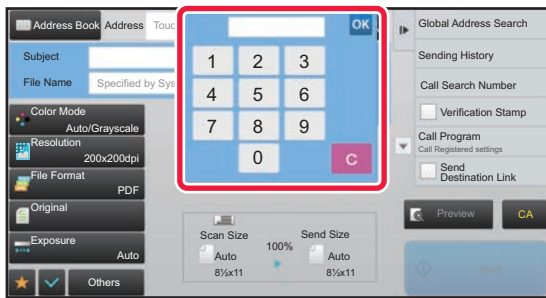 Address Book
Address
Touc
OK
Global Address Search
Subject
1 2 3
Sending History
File Name
Specified by Sys
4 5 6
Call Search Number
Color Mode
Auto/Grayscale
7 8 9
Verification Stamp
Resolution
200x200dpi
0
C
Call Program
Call Registered settings
File Format
PDF
Send
Destination Link
Original
Preview
CA
Exposure
Auto
Scan Size
100%
Send Size
Auto
Auto
8½x11
8½x11
Start
Others